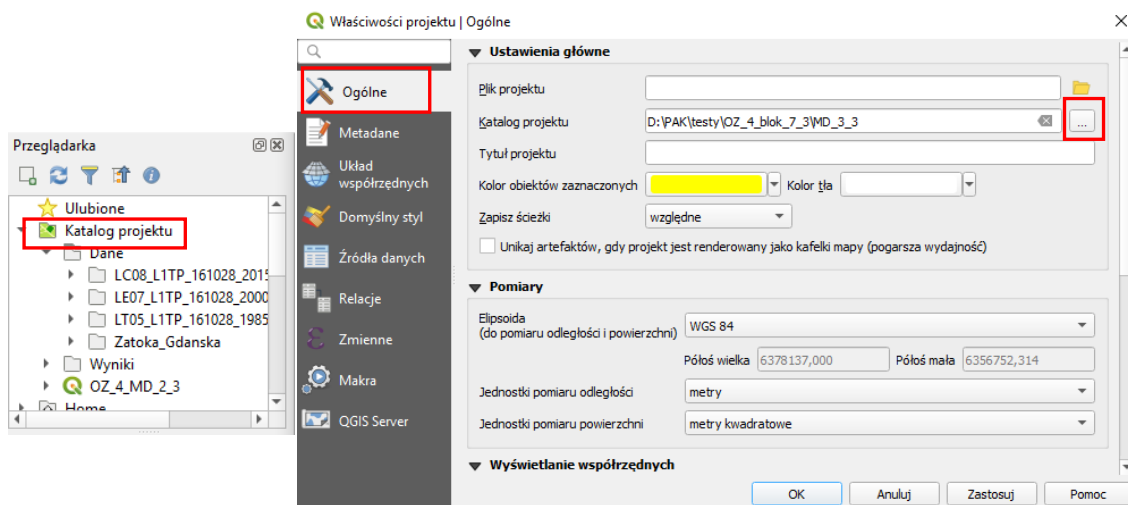 Przeglądarka
Ulubione
Katalog projektu
Dane
LC08_L1TP_161028_2015
LE07_L1TP_161028_2000
LT05_L1TP_161028_1985
Zatoka_Gdanska
Wyniki
OZ_4_MD_2_3
Home
Właściwości projektu | Ogólne
Ogólne
Metadane
Układ
współrzędnych
Domyślny styl
Źródła danych
Relacje
Zmienne
Makra
QGIS Server
Ustawienia główne
Plik projektu
Katalog projektu D:\PAK\testy\OZ_4_blok_7_3\MD_3_3 ...
Tytuł projektu
Kolor obiektów zaznaczonych Kolor tła
Zapisz ścieżki względne
Unikaj artefaktów, gdy projekt jest renderowany jako kafelki mapy (pogarsza wydajność)
Pomiary
Elipsoida
(do pomiaru odległości i powierzchni) WGS 84
Półoś wielka 6378137,000 Półoś mała 6356752,314
Jednostki pomiaru odległości metry
Jednostki pomiaru powierzchni metry kwadratowe
Wyświetlanie współrzędnych
OK Anuluj Zastosuj Pomoc